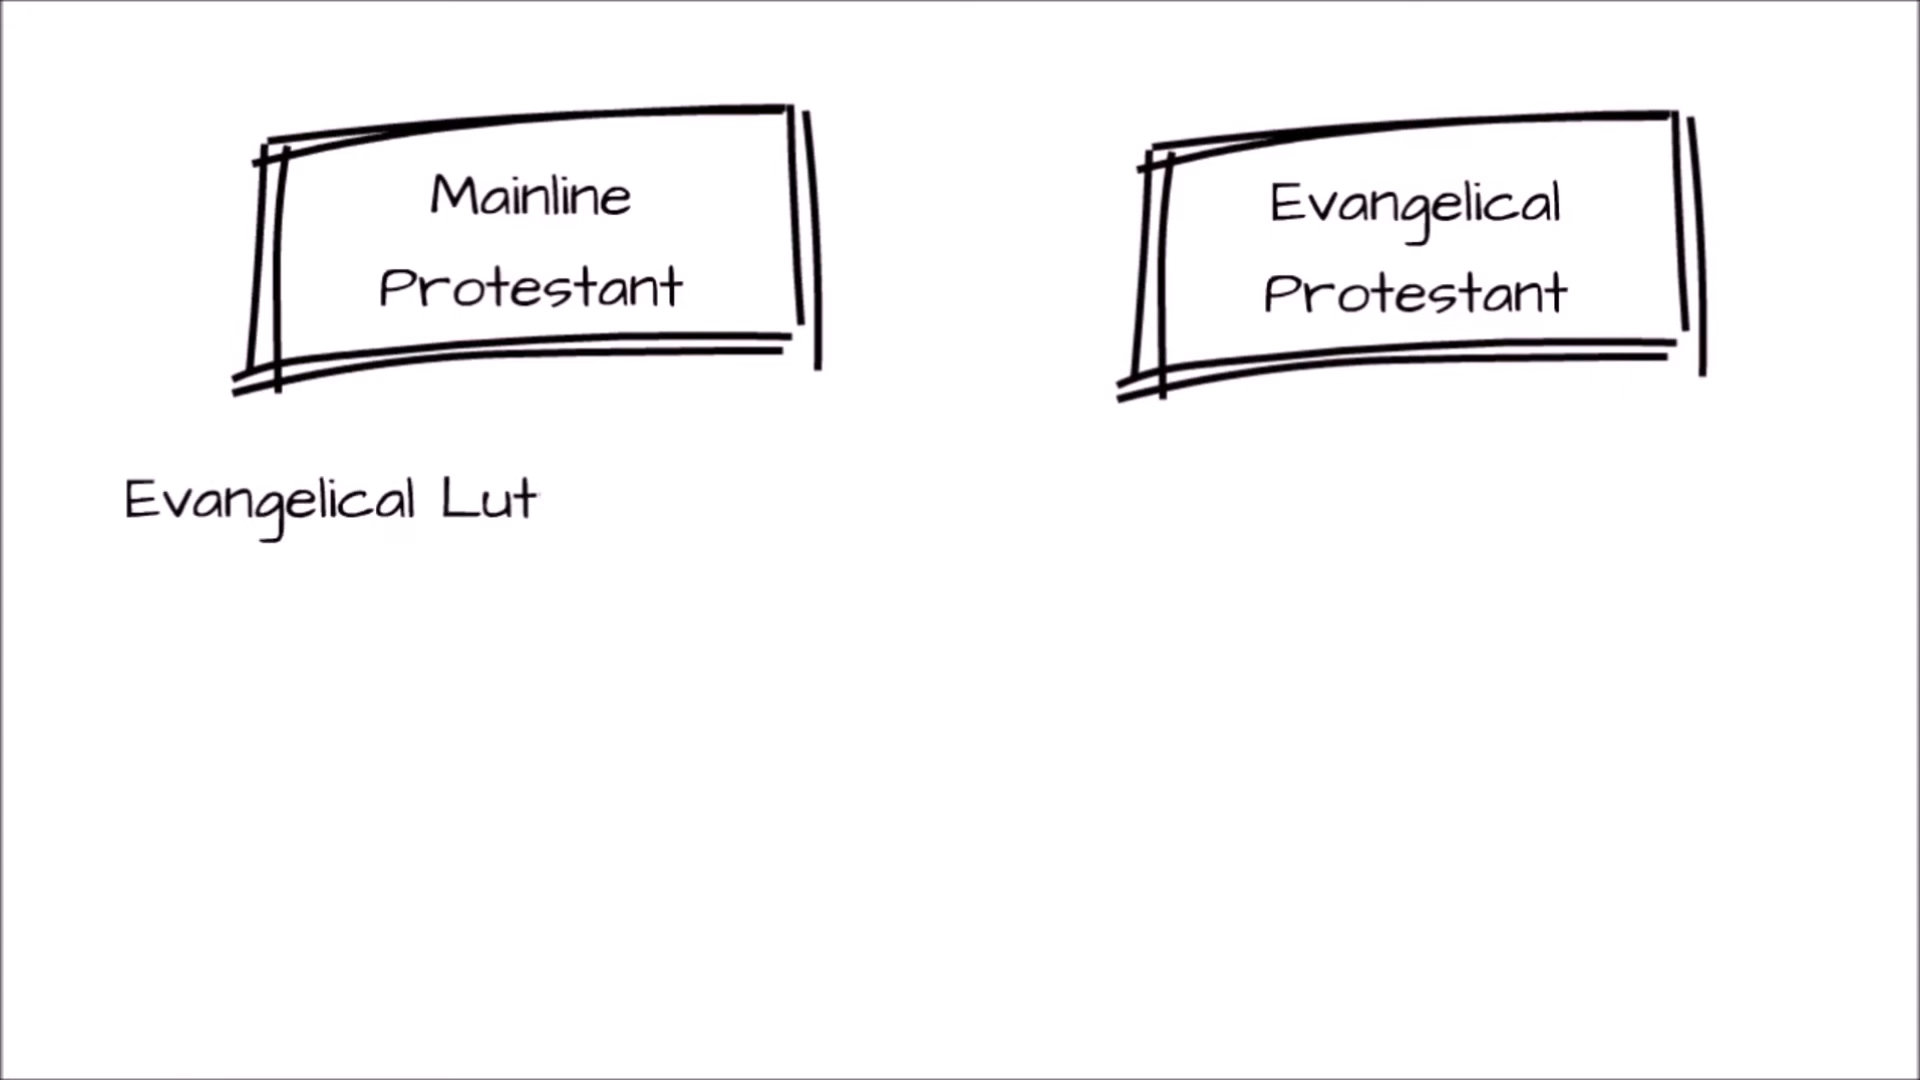 Mainline
Protestant
Evangelical
Protestant
Evangelical Lut